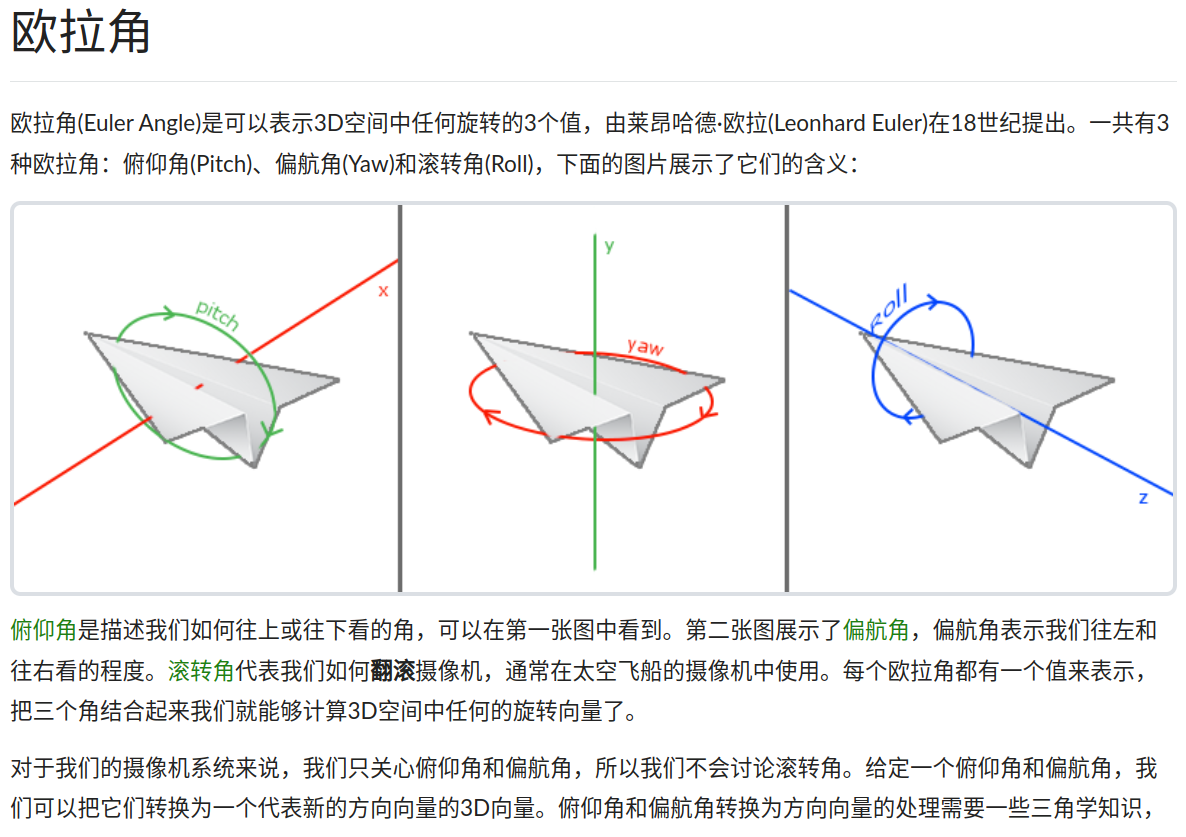 欧拉角
欧拉角(Euler Angle)是可以表示3D空间中任何旋转的3个值，由莱昂哈德·欧拉(Leonhard Euler)在18世纪提出。一共有3
种欧拉角：俯仰角(Pitch)、偏航角(Yaw)和滚转角(Roll)，下面的图片展示了它们的含义：
pitch
x
y
yaw
ROLL
z
俯仰角是描述我们如何往上或往下看的角，可以在第一张图中看到。第二张图展示了偏航角，偏航角表示我们往左和
往右看的程度。滚转角代表我们如何翻滚摄像机，通常在太空飞船的摄像机中使用。每个欧拉角都有一个值来表示，
把三个角结合起来我们就能够计算3D空间中任何的旋转向量了。
对于我们的摄像机系统来说，我们只关心俯仰角和偏航角，所以我们不会讨论滚转角。给定一个俯仰角和偏航角，我
们可以把它们转换为一个代表新的方向向量的3D向量。俯仰角和偏航角转换为方向向量的处理需要一些三角学知识，